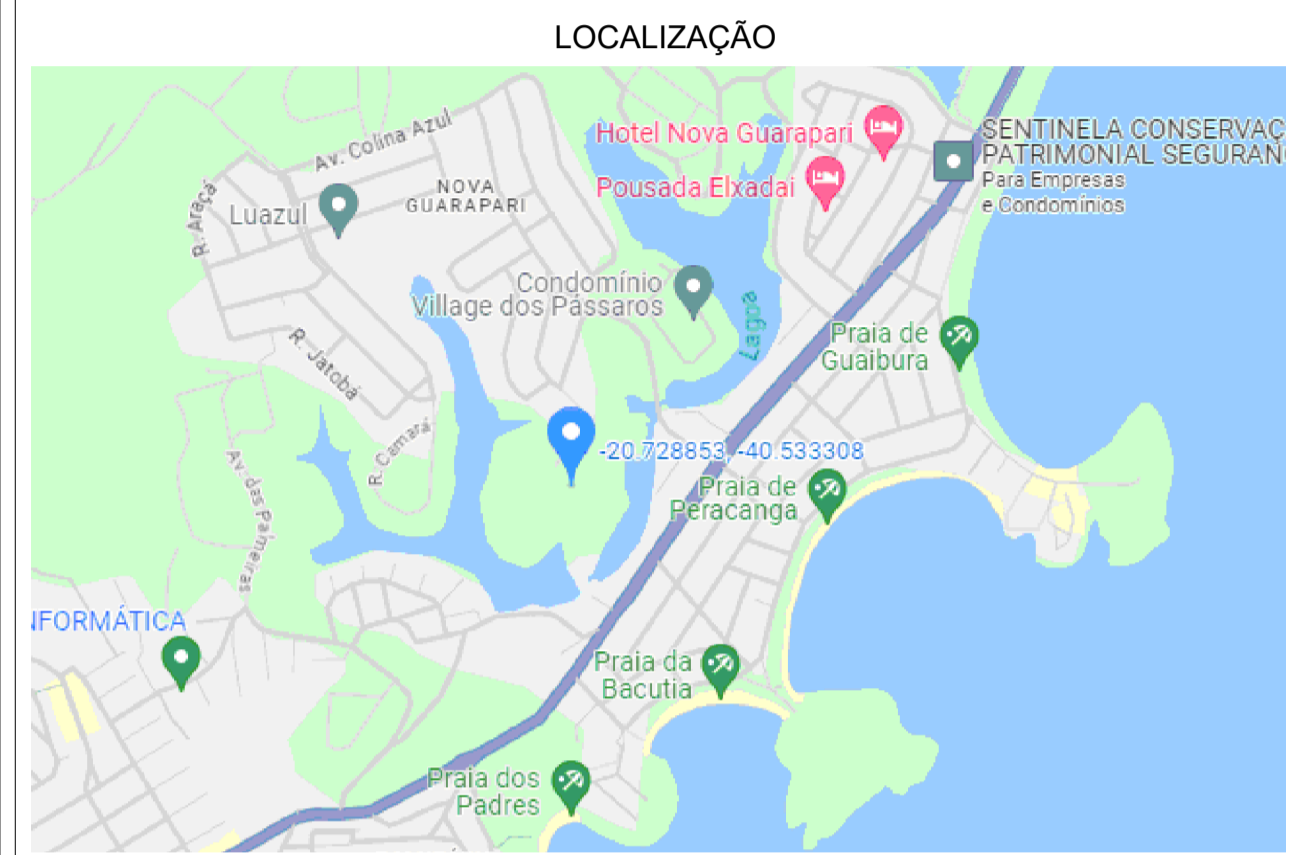 LOCALIZAÇÃO
SENTINELA CONSERVAÇ
PATRIMONIAL SEGURAN
Para Empresas
e Condomínios
Hotel Nova Guarapari
Pousada Elxadai
Av. Colina Azul
NOVA
GUARAPARI
R. Araçá
Luazul
Condomínio
Village dos Pássaros
Lagoa
Praia de
Guaibura
R. Jatobá
R. Camará
-20.728853, -40.533308
Praia de
Peracanga
Av. das Palmeiras
NFORMÁTICA
Praia da
Bacutia
Praia dos
Padres